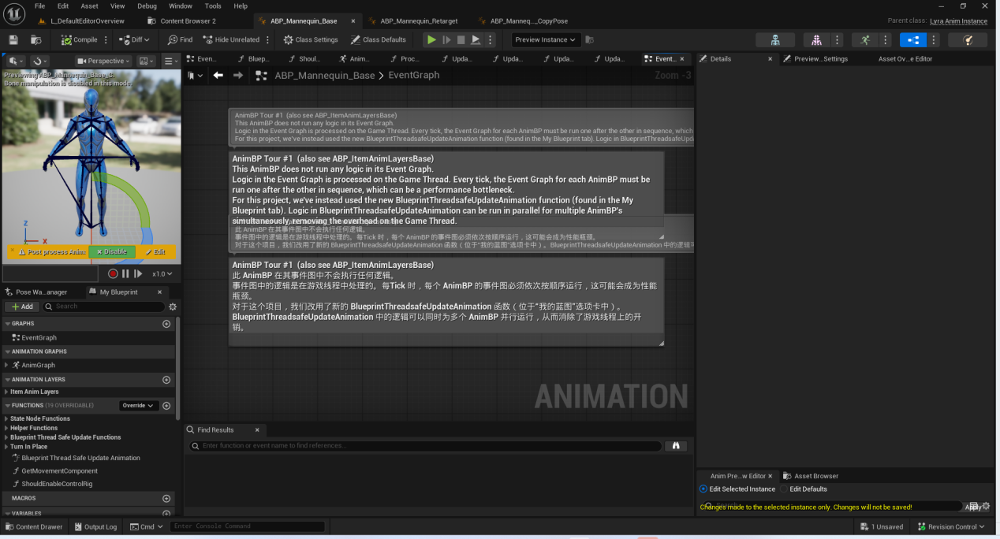 File Edit Asset View Debug Window Tools Help
L_DefaultEditorOverview Content Browser 2 ABP_Mannequin_Base ABP_Mannequin_Retarget ABP_Manneq..._CopyPose
Parent class: Lyra Anim Instance
Compile Diff Find Hide Unrelated Class Settings Class Defaults Preview Instance
Perspective
Even... Bluep... Shoul... Anim... Proc... Upda... Upda... Upda... Upda... Event...
Details Preview...Settings Asset Ov...e Editor
ABP_Mannequin_Base > EventGraph
Zoom -3
Previewing ABP_Mannequin_Base_C.
Bone manipulation is disabled in this mode.
AnimBP Tour #1 (also see ABP_ItemAnimLayersBase)
This AnimBP does not run any logic in its Event Graph.
Logic in the Event Graph is processed on the Game Thread. Every tick, the Event Graph for each AnimBP must be run one after the other in sequence, which
For this project, we've instead used the new BlueprintThreadsafeUpdateAnimation function (found in the My Blueprint tab). Logic in BlueprintThreadsafeUpda
AnimBP Tour #1 (also see ABP_ItemAnimLayersBase)
This AnimBP does not run any logic in its Event Graph.
Logic in the Event Graph is processed on the Game Thread. Every tick, the Event Graph for each AnimBP must be
run one after the other in sequence, which can be a performance bottleneck.
For this project, we've instead used the new BlueprintThreadsafeUpdateAnimation function (found in the My
Blueprint tab). Logic in BlueprintThreadsafeUpdateAnimation can be run in parallel for multiple AnimBP's
simultaneously, removing the overhead on the Game Thread.
此 AnimBP 在其事件图中不会执行任何逻辑。
事件图中的逻辑是在游戏线程中处理的。每Tick 时，每个 AnimBP 的事件图必须依次按顺序运行，这可能会成为性能瓶颈。
对于这个项目，我们改用了新的 BlueprintThreadsafeUpdateAnimation 函数（位于“我的蓝图”选项卡中）。BlueprintThreadsafeUpdateAnimation 中的逻辑可
AnimBP Tour #1 (also see ABP_ItemAnimLayersBase)
此 AnimBP 在其事件图中不会执行任何逻辑。
事件图中的逻辑是在游戏线程中处理的。每Tick 时，每个 AnimBP 的事件图必须依次按顺序运行，这可能会成为性能
瓶颈。
对于这个项目，我们改用了新的 BlueprintThreadsafeUpdateAnimation 函数（位于“我的蓝图”选项卡中）。
BlueprintThreadsafeUpdateAnimation 中的逻辑可以同时为多个 AnimBP 并行运行，从而消除了游戏线程上的开
销。
ANIMATION
Z
X
Post process Anim: Disable Edit
x1.0
Pose Wa...anager My Blueprint
Add Search
GRAPHS
EventGraph
ANIMATION GRAPHS
AnimGraph
ANIMATION LAYERS
Item Anim Layers
FUNCTIONS (19 OVERRIDABLE) Override
State Node Functions
Helper Functions
Blueprint Thread Safe Update Functions
Turn In Place
Blueprint Thread Safe Update Animation
GetMovementComponent
ShouldEnableControlRig
MACROS
VARIABLES
Find Results
Enter function or event name to find references...
Anim Pre...w Editor Asset Browser
Edit Selected Instance Edit Defaults
Search
Changes made to the selected instance only. Changes will not be saved!
Apply
Content Drawer Output Log Cmd Enter Console Command
1 Unsaved Revision Control